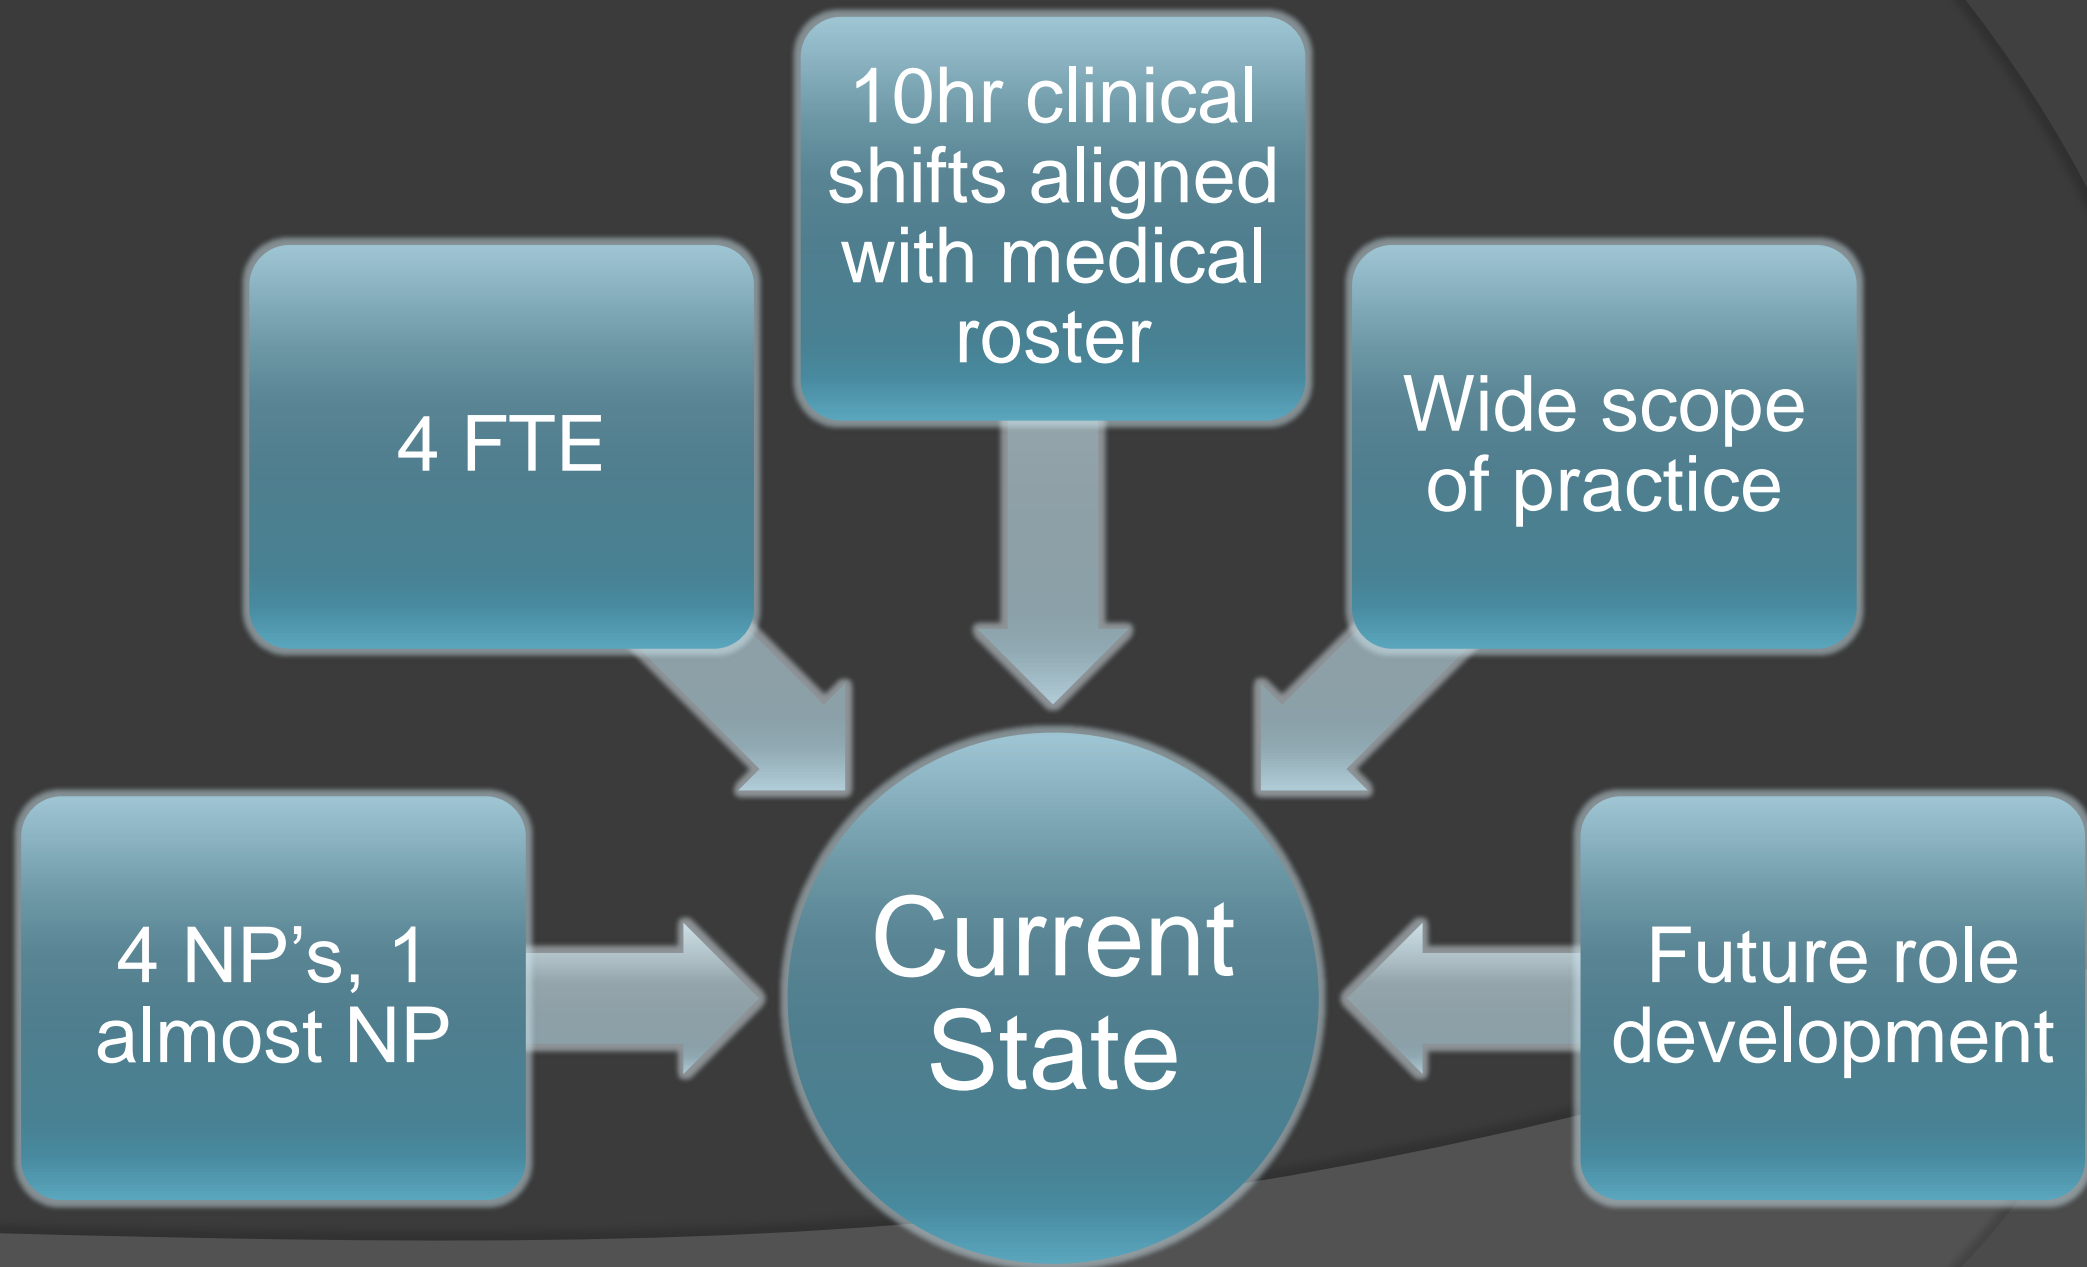 10hr clinical
shifts aligned
with medical
roster
4 FTE
Wide scope
of practice
4 NP’s, 1
almost NP
Current
State
Future role
development